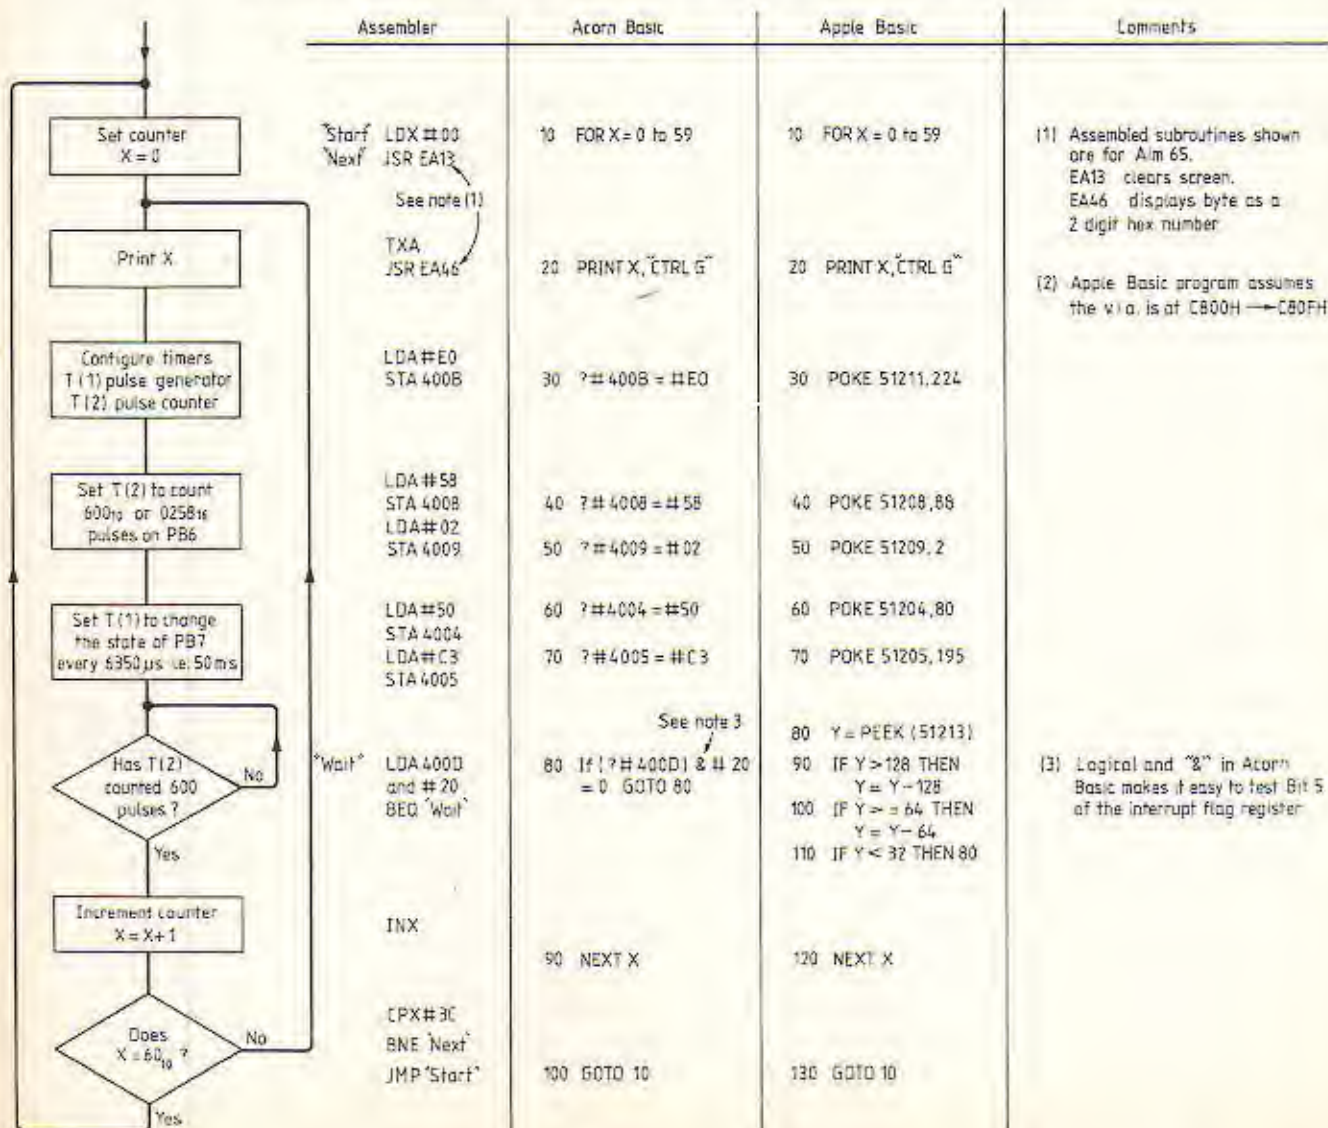 Assembler
Acorn Basic
Apple Basic
Comments
Set counter
X = 0
Print X
Configure timers
T(1) pulse generator
T(2) pulse counter
Set T(2) to count
600₁₀ or 0258₁₆
pulses on PB6
Set T(1) to change
the state of PB7
every 6350µs i.e. 50ms
Has T(2)
counted 600
pulses ?
No
Yes
Increment counter
X = X+1
Does
X = 60₁₀ ?
No
Yes
"Start" LDX #00
"Next" JSR EA13
See note (1)
TXA
JSR EA46
LDA#E0
STA 400B
LDA#58
STA 4008
LDA#02
STA 4009
LDA#50
STA 4004
LDA#C3
STA 4005
"Wait" LDA 400D
and #20
BEQ "Wait"
INX
CPX#3C
BNE "Next"
JMP "Start"
10 FOR X = 0 to 59
20 PRINT X, "CTRL G"
30 ?#400B = #E0
40 ?#4008 = #58
50 ?#4009 = #02
60 ?#4004 = #50
70 ?#4005 = #C3
See note 3
80 If (?#400D) & #20
= 0 GOTO 80
90 NEXT X
100 GOTO 10
10 FOR X = 0 to 59
20 PRINT X, "CTRL G"
30 POKE 51211,224
40 POKE 51208,88
50 POKE 51209,2
60 POKE 51204,80
70 POKE 51205,195
80 Y = PEEK (51213)
90 IF Y > 128 THEN
Y = Y-128
100 IF Y > = 64 THEN
Y = Y-64
110 IF Y < 32 THEN 80
120 NEXT X
130 GOTO 10
(1) Assembled subroutines shown
are for Aim 65.
EA13 clears screen.
EA46 displays byte as a
2 digit hex number
(2) Apple Basic program assumes
the v.i.a. is at C800H → C80FH
(3) Logical and "&" in Acorn
Basic makes it easy to test Bit 5
of the interrupt flag register